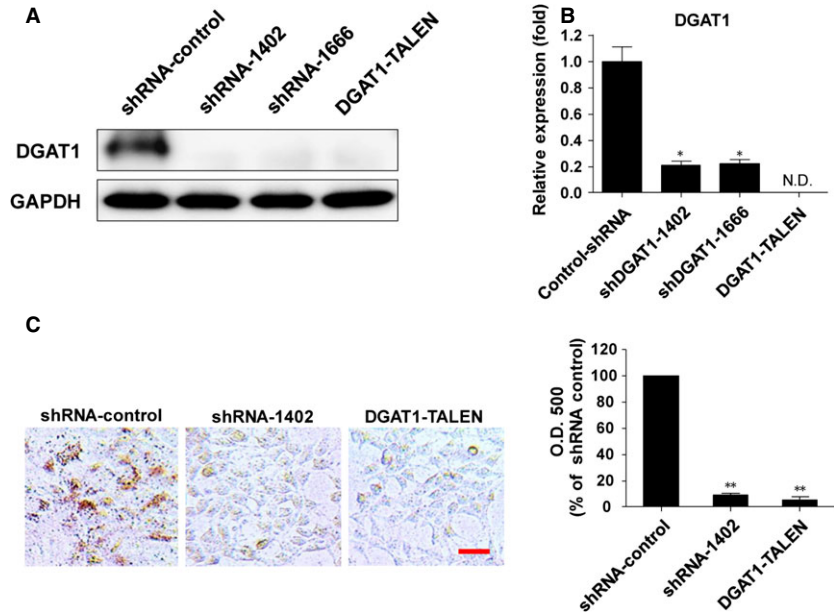 A
shRNA-control
shRNA-1402
shRNA-1666
DGAT1-TALEN
DGAT1
GAPDH
B
DGAT1
Relative expression (fold)
1.2
1.0
0.8
0.6
0.4
0.2
0.0
*
*
N.D.
Control-shRNA
shDGAT1-1402
shDGAT1-1666
DGAT1-TALEN
C
shRNA-control
shRNA-1402
DGAT1-TALEN
O.D. 500
(% of shRNA control)
120
100
80
60
40
20
0
**
**
shRNA-control
shRNA-1402
DGAT1-TALEN